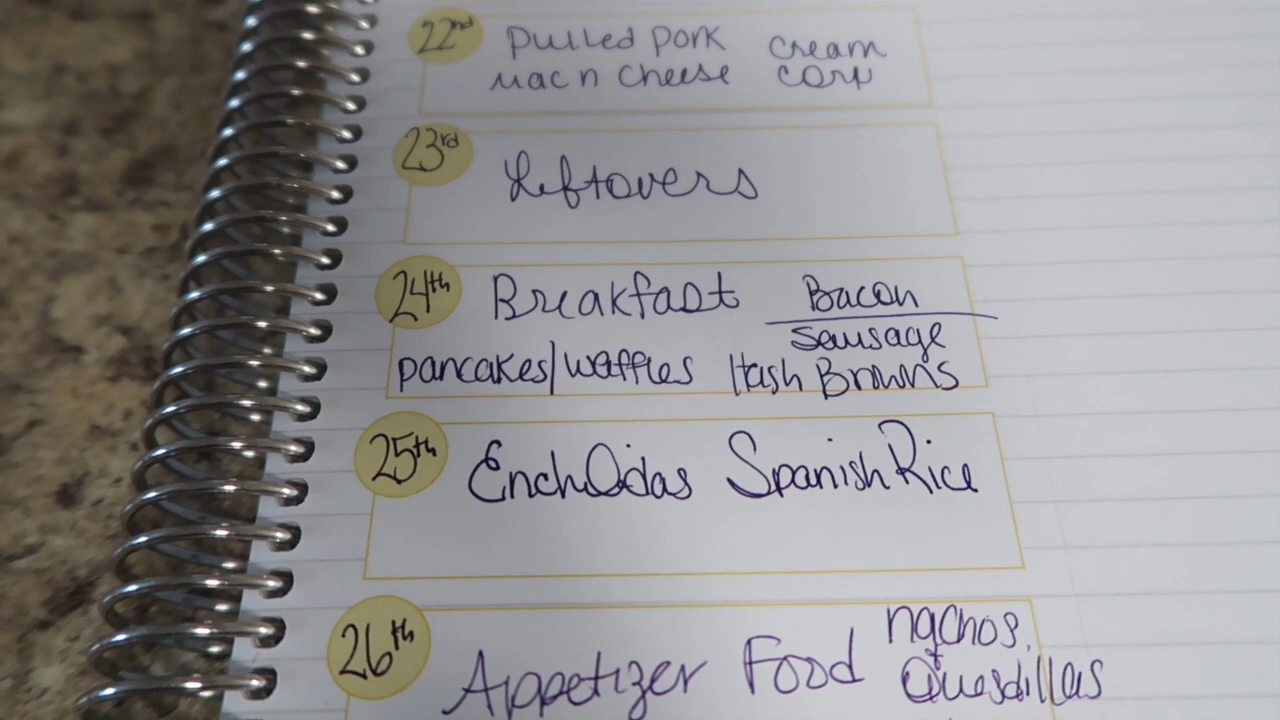 22nd Pulled pork cream
Mac n cheese corn
23rd Leftovers
24th Breakfast Bacon
Sausage
pancakes/waffles Hash Browns
25th Enchiladas Spanish Rice
26th Appetizer Food nachos,
Quesdillas